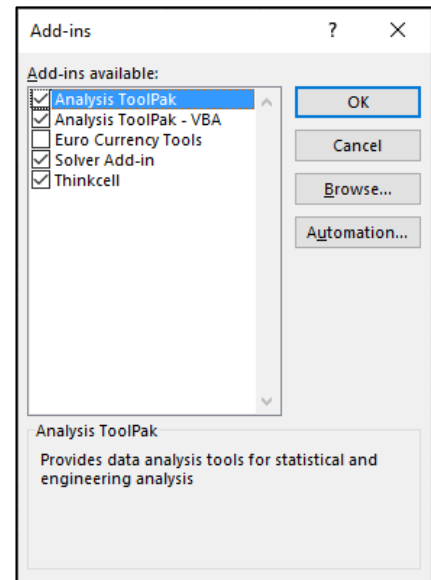 Add-ins ? ×
Add-ins available:
Analysis ToolPak
Analysis ToolPak - VBA
Euro Currency Tools
Solver Add-in
Thinkcell
OK
Cancel
Browse...
Automation...
Analysis ToolPak
Provides data analysis tools for statistical and
engineering analysis